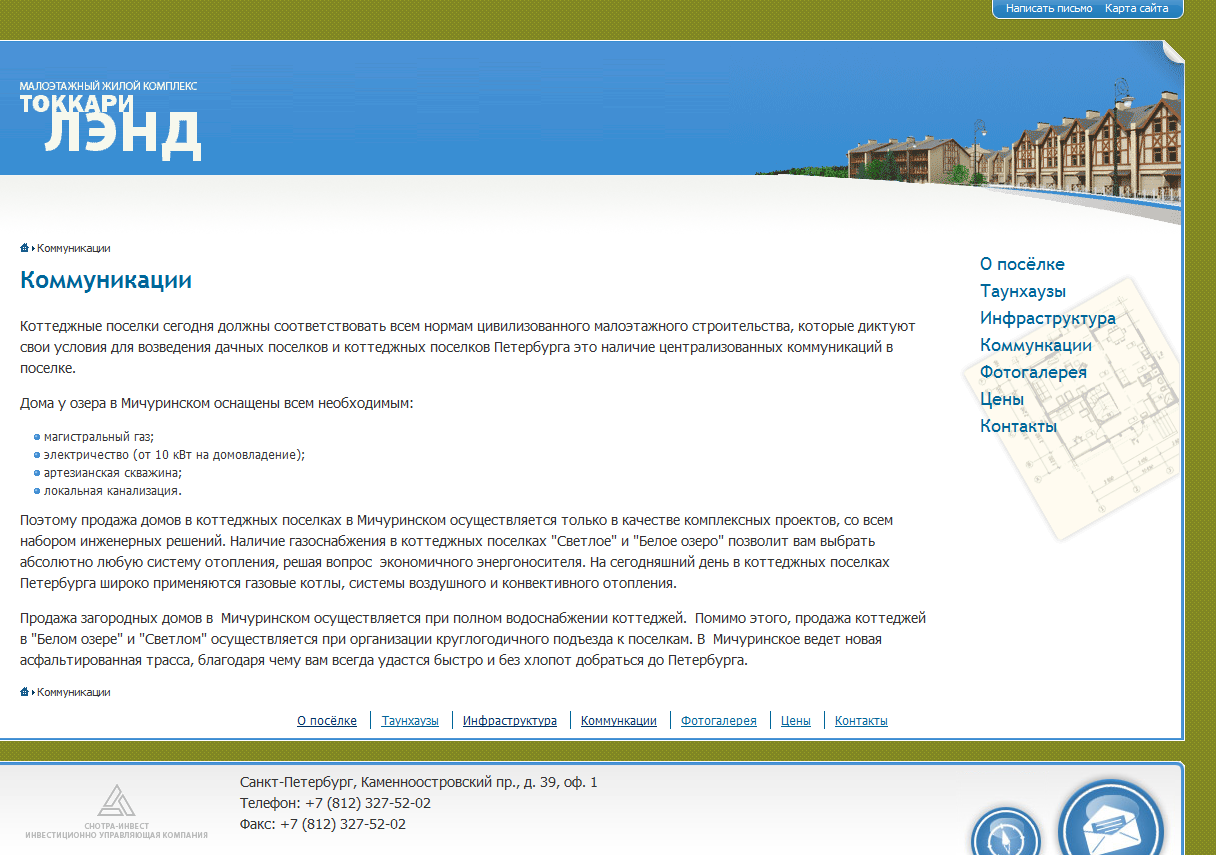 Написать письмо Карта сайта
МАЛОЭТАЖНЫЙ ЖИЛОЙ КОМПЛЕКС
ТОККАРИ
ЛЭНД
Коммуникации
Коммуникации
Коттеджные поселки сегодня должны соответствовать всем нормам цивилизованного малоэтажного строительства, которые диктуют
свои условия для возведения дачных поселков и коттеджных поселков Петербурга это наличие централизованных коммуникаций в
поселке.
Дома у озера в Мичуринском оснащены всем необходимым:
магистральный газ;
электричество (от 10 кВт на домовладение);
артезианская скважина;
локальная канализация.
Поэтому продажа домов в коттеджных поселках в Мичуринском осуществляется только в качестве комплексных проектов, со всем
набором инженерных решений. Наличие газоснабжения в коттеджных поселках "Светлое" и "Белое озеро" позволит вам выбрать
абсолютно любую систему отопления, решая вопрос экономичного энергоносителя. На сегодняшний день в коттеджных поселках
Петербурга широко применяются газовые котлы, системы воздушного и конвективного отопления.
Продажа загородных домов в Мичуринском осуществляется при полном водоснабжении коттеджей. Помимо этого, продажа коттеджей
в "Белом озере" и "Светлом" осуществляется при организации круглогодичного подъезда к поселкам. В Мичуринское ведет новая
асфальтированная трасса, благодаря чему вам всегда удастся быстро и без хлопот добраться до Петербурга.
Коммуникации
О посёлке
Таунхаузы
Инфраструктура
Коммункации
Фотогалерея
Цены
Контакты
О посёлке Таунхаузы Инфраструктура Коммункации Фотогалерея Цены Контакты
СНОТРА-ИНВЕСТ
ИНВЕСТИЦИОННО УПРАВЛЯЮЩАЯ КОМПАНИЯ
Санкт-Петербург, Каменноостровский пр., д. 39, оф. 1
Телефон: +7 (812) 327-52-02
Факс: +7 (812) 327-52-02